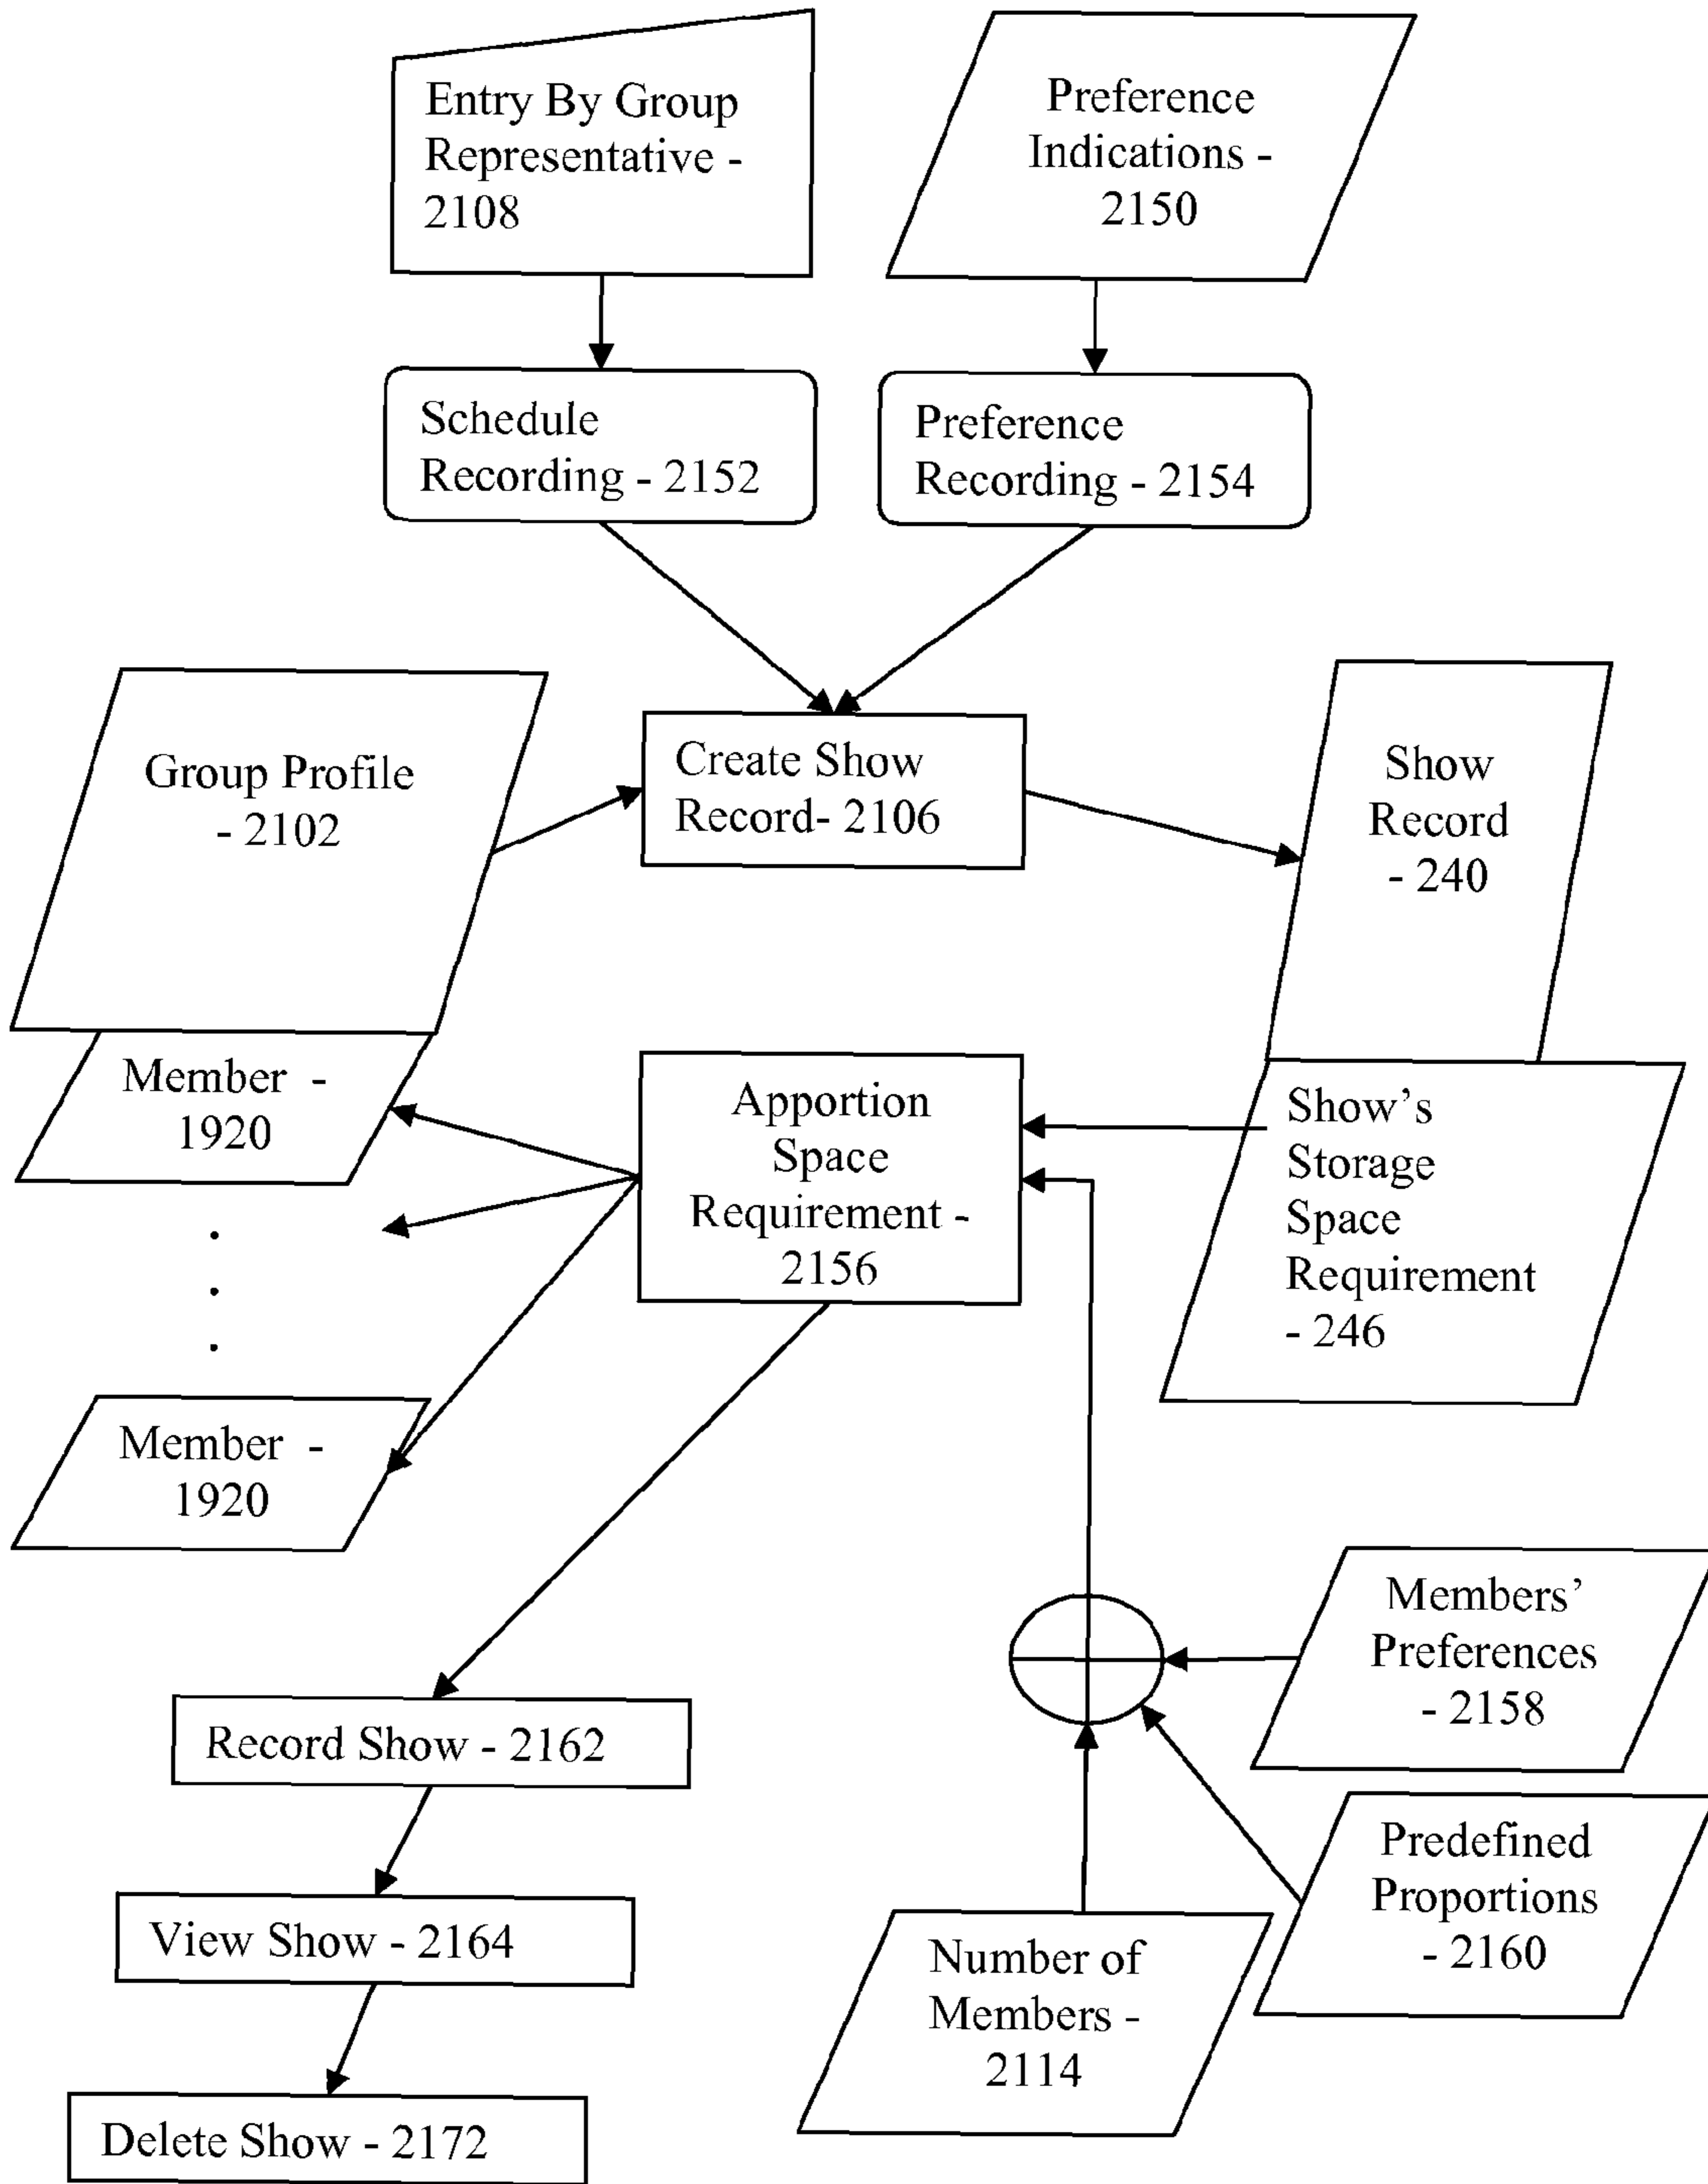 Entry By Group
Representative -
2108
Preference
Indications -
2150
Schedule
Recording - 2152
Preference
Recording - 2154
Group Profile
- 2102
Create Show
Record- 2106
Show
Record
- 240
Member -
1920
Apportion
Space
Requirement -
2156
Show's
Storage
Space
Requirement
- 246
Member -
1920
Members'
Preferences
- 2158
Record Show - 2162
Predefined
Proportions
- 2160
View Show - 2164
Number of
Members -
2114
Delete Show - 2172